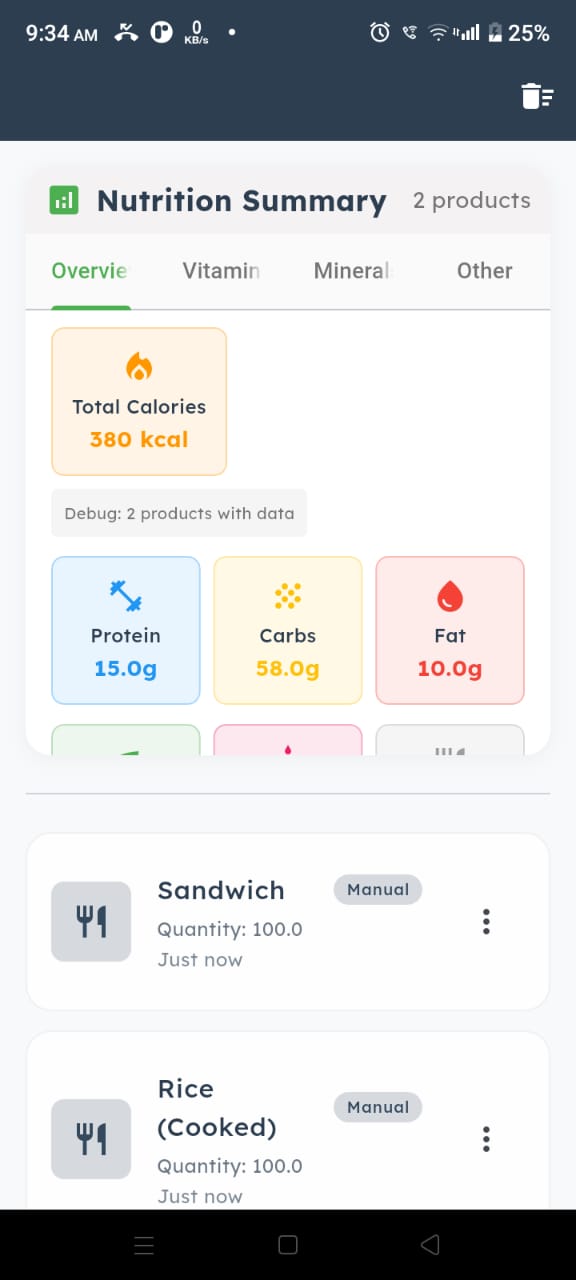 9:34 AM
0
KB/s
25%
Nutrition Summary
2 products
Overvie
Vitamin
Mineral
Other
Total Calories
380 kcal
Debug: 2 products with data
Protein
15.0g
Carbs
58.0g
Fat
10.0g
Sandwich
Manual
Quantity: 100.0
Just now
Rice
(Cooked)
Manual
Quantity: 100.0
Just now